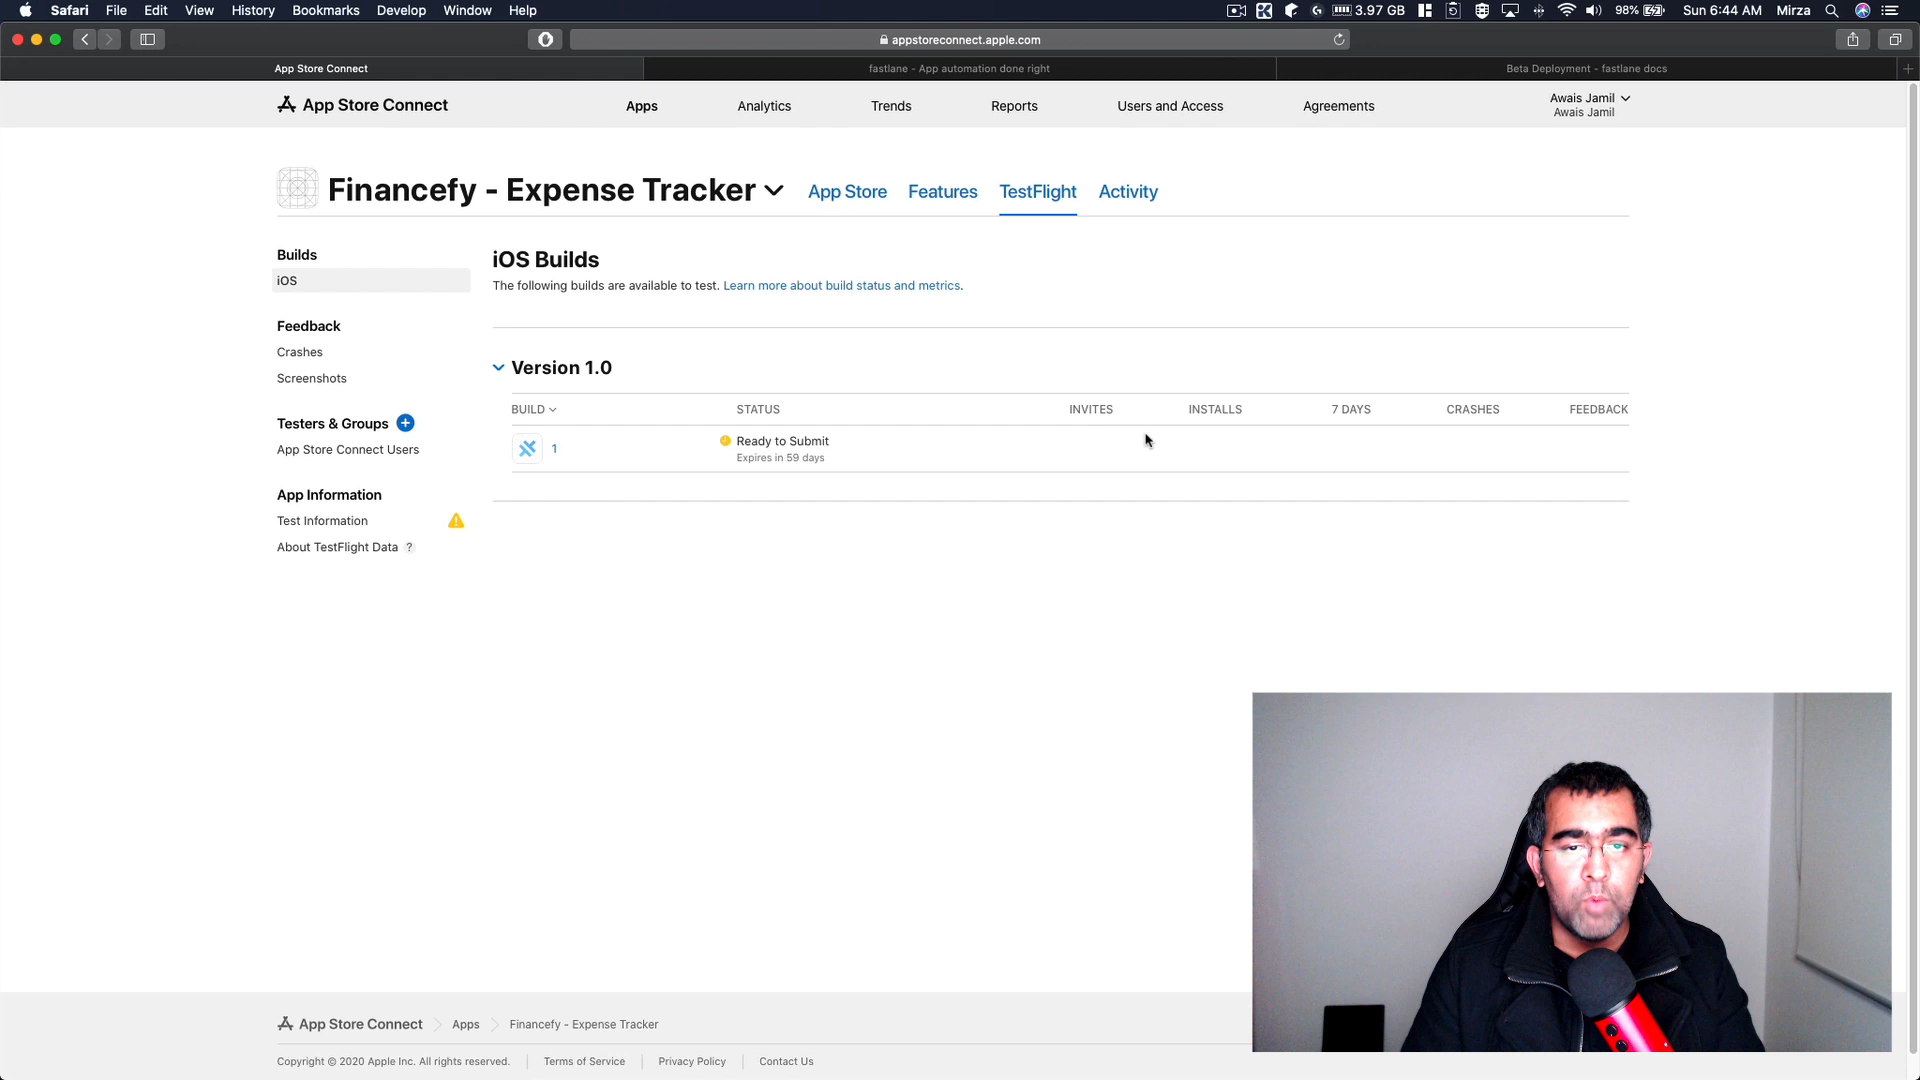 Safari File Edit View History Bookmarks Develop Window Help 3.97 GB 98% Sun 6:44 AM Mirza
appstoreconnect.apple.com
App Store Connect fastlane - App automation done right Beta Deployment - fastlane docs
App Store Connect Apps Analytics Trends Reports Users and Access Agreements Awais Jamil
Awais Jamil
Financefy - Expense Tracker App Store Features TestFlight Activity
Builds
iOS
Feedback
Crashes
Screenshots
Testers & Groups
App Store Connect Users
App Information
Test Information
About TestFlight Data ?
iOS Builds
The following builds are available to test. Learn more about build status and metrics.
Version 1.0
BUILD STATUS INVITES INSTALLS 7 DAYS CRASHES FEEDBACK
1 Ready to Submit
Expires in 59 days
App Store Connect Apps Financefy - Expense Tracker
Copyright © 2020 Apple Inc. All rights reserved. Terms of Service Privacy Policy Contact Us